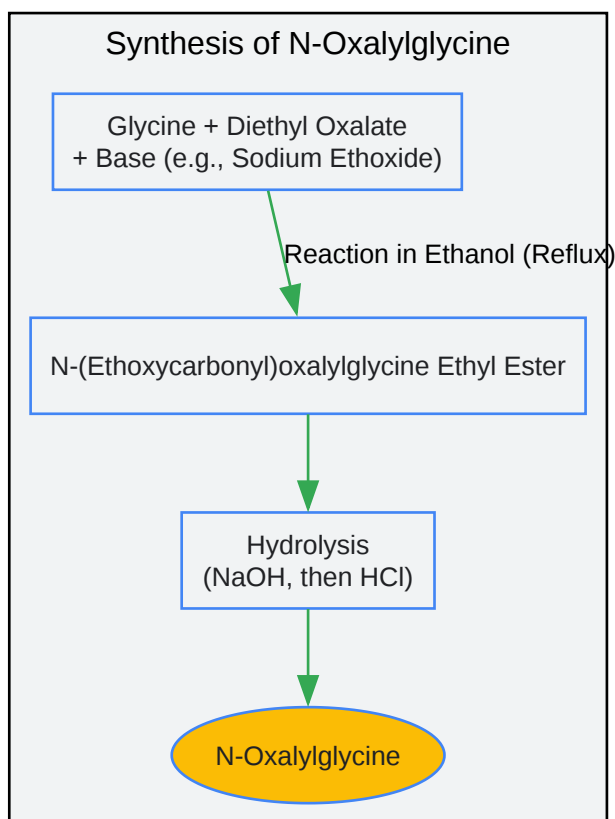 Synthesis of N-Oxalylglycine
Glycine + Diethyl Oxalate
+ Base (e.g., Sodium Ethoxide)
Reaction in Ethanol (Reflux)
N-(Ethoxycarbonyl)oxalylglycine Ethyl Ester
Hydrolysis
(NaOH, then HCl)
N-Oxalylglycine